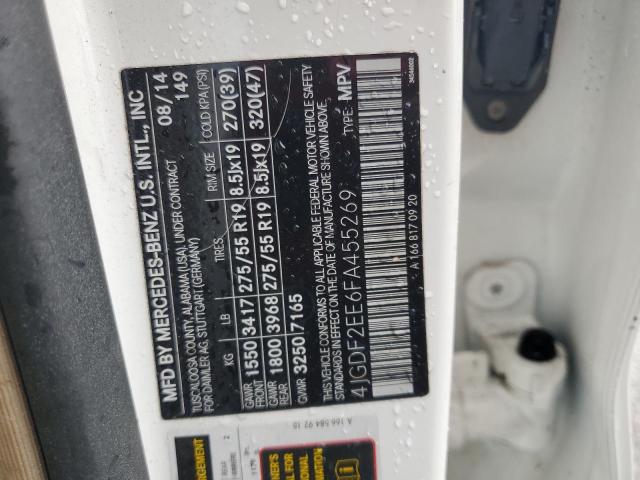 MFD BY MERCEDES-BENZ U.S. INTL., INC
TUSCALOOSA COUNTY, ALABAMA (USA), UNDER CONTRACT
FOR DAIMLER AG, STUTTGART (GERMANY)
08/14
149
KG LB TIRES RIM SIZE COLD KPA (PSI)
GAWR FRONT 1550 3417 275/55 R19 8.5Jx19 270(39)
GAWR REAR 1800 3968 275/55 R19 8.5Jx19 320(47)
GVWR 3250 7165
CONFORMS TO ALL APPLICABLE FEDERAL MOTOR VEHICLE SAFETY
STANDARDS IN EFFECT ON THE DATE OF MANUFACTURE SHOWN ABOVE.
4JGDF2EE6FA455269 TYPE: MPV
A 166 817 09 20
A 166 584 92 15